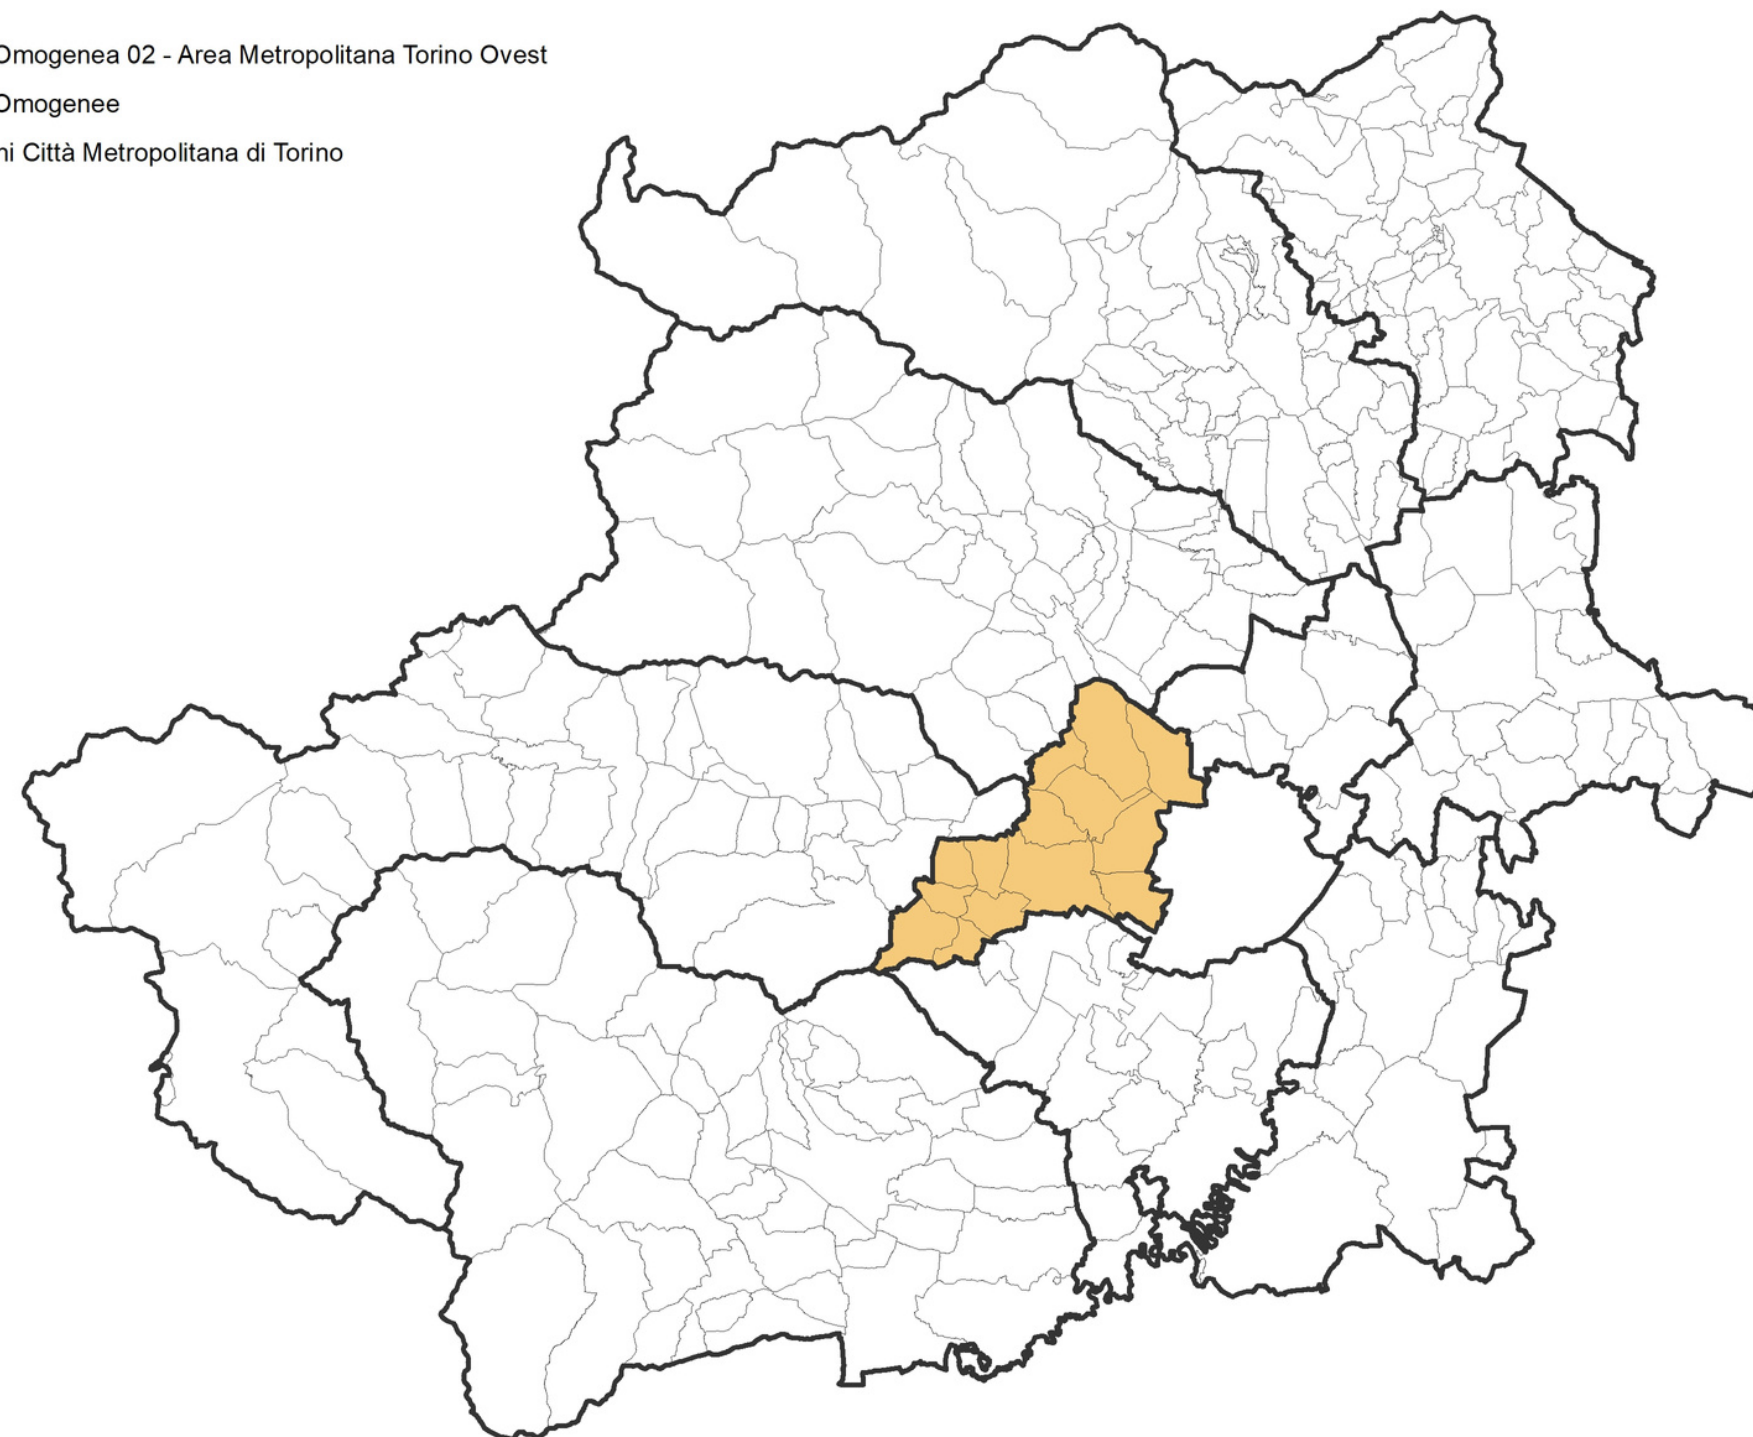 Omogenea 02 - Area Metropolitana Torino Ovest
Omogenee
ni Città Metropolitana di Torino